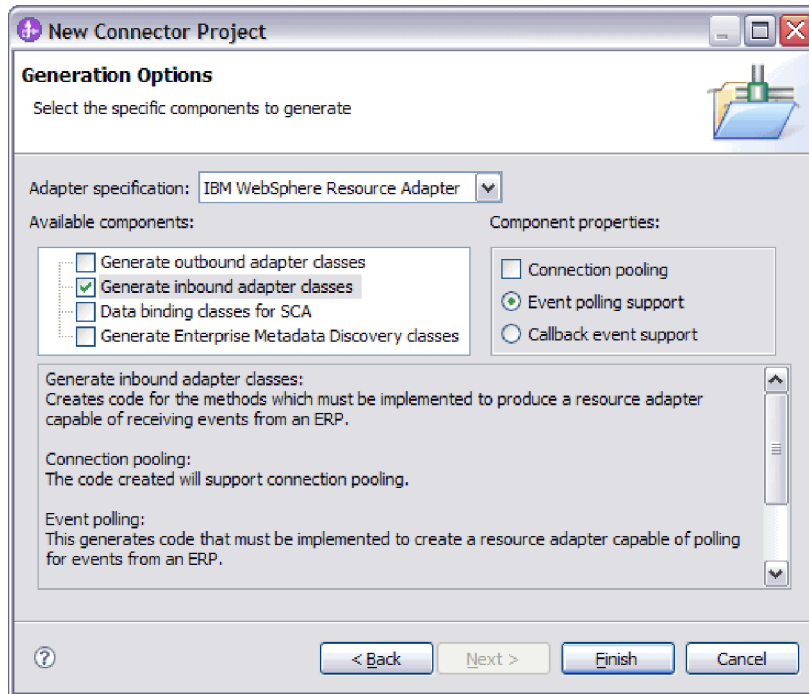 New Connector Project
Generation Options
Select the specific components to generate
Adapter specification: IBM WebSphere Resource Adapter
Available components:
Generate outbound adapter classes
Generate inbound adapter classes
Data binding classes for SCA
Generate Enterprise Metadata Discovery classes
Component properties:
Connection pooling
Event polling support
Callback event support
Generate inbound adapter classes:
Creates code for the methods which must be implemented to produce a resource adapter
capable of receiving events from an ERP.
Connection pooling:
The code created will support connection pooling.
Event polling:
This generates code that must be implemented to create a resource adapter capable of polling
for events from an ERP.
? < Back Next > Finish Cancel